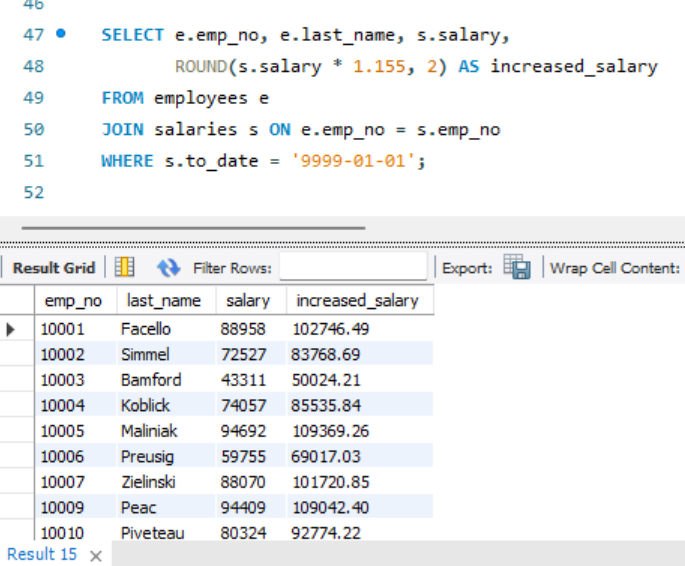 46
47 SELECT e.emp_no, e.last_name, s.salary,
48 ROUND(s.salary * 1.155, 2) AS increased_salary
49 FROM employees e
50 JOIN salaries s ON e.emp_no = s.emp_no
51 WHERE s.to_date = '9999-01-01';
52
Result Grid Filter Rows: Export: Wrap Cell Content:
emp_no last_name salary increased_salary
10001 Facello 88958 102746.49
10002 Simmel 72527 83768.69
10003 Bamford 43311 50024.21
10004 Koblick 74057 85535.84
10005 Maliniak 94692 109369.26
10006 Preusig 59755 69017.03
10007 Zielinski 88070 101720.85
10009 Peac 94409 109042.40
10010 Piveteau 80324 92774.22
Result 15